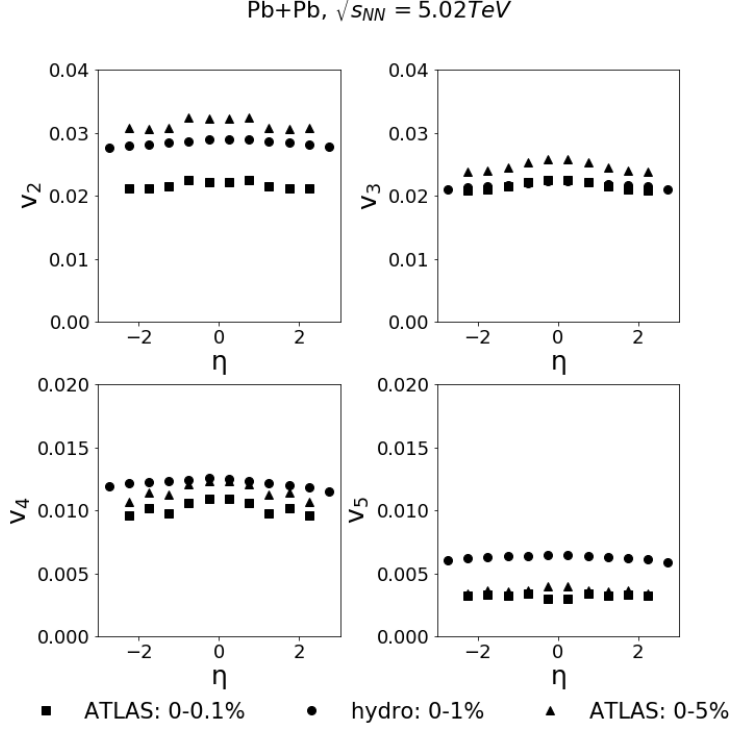 Pb+Pb, √s_NN = 5.02TeV
0.04 0.03 0.02 0.01 0.00
v₂
−2 0 2
η
0.04 0.03 0.02 0.01 0.00
v₃
−2 0 2
η
0.020 0.015 0.010 0.005 0.000
v₄
−2 0 2
η
0.020 0.015 0.010 0.005 0.000
v₅
−2 0 2
η
ATLAS: 0-0.1% hydro: 0-1% ATLAS: 0-5%